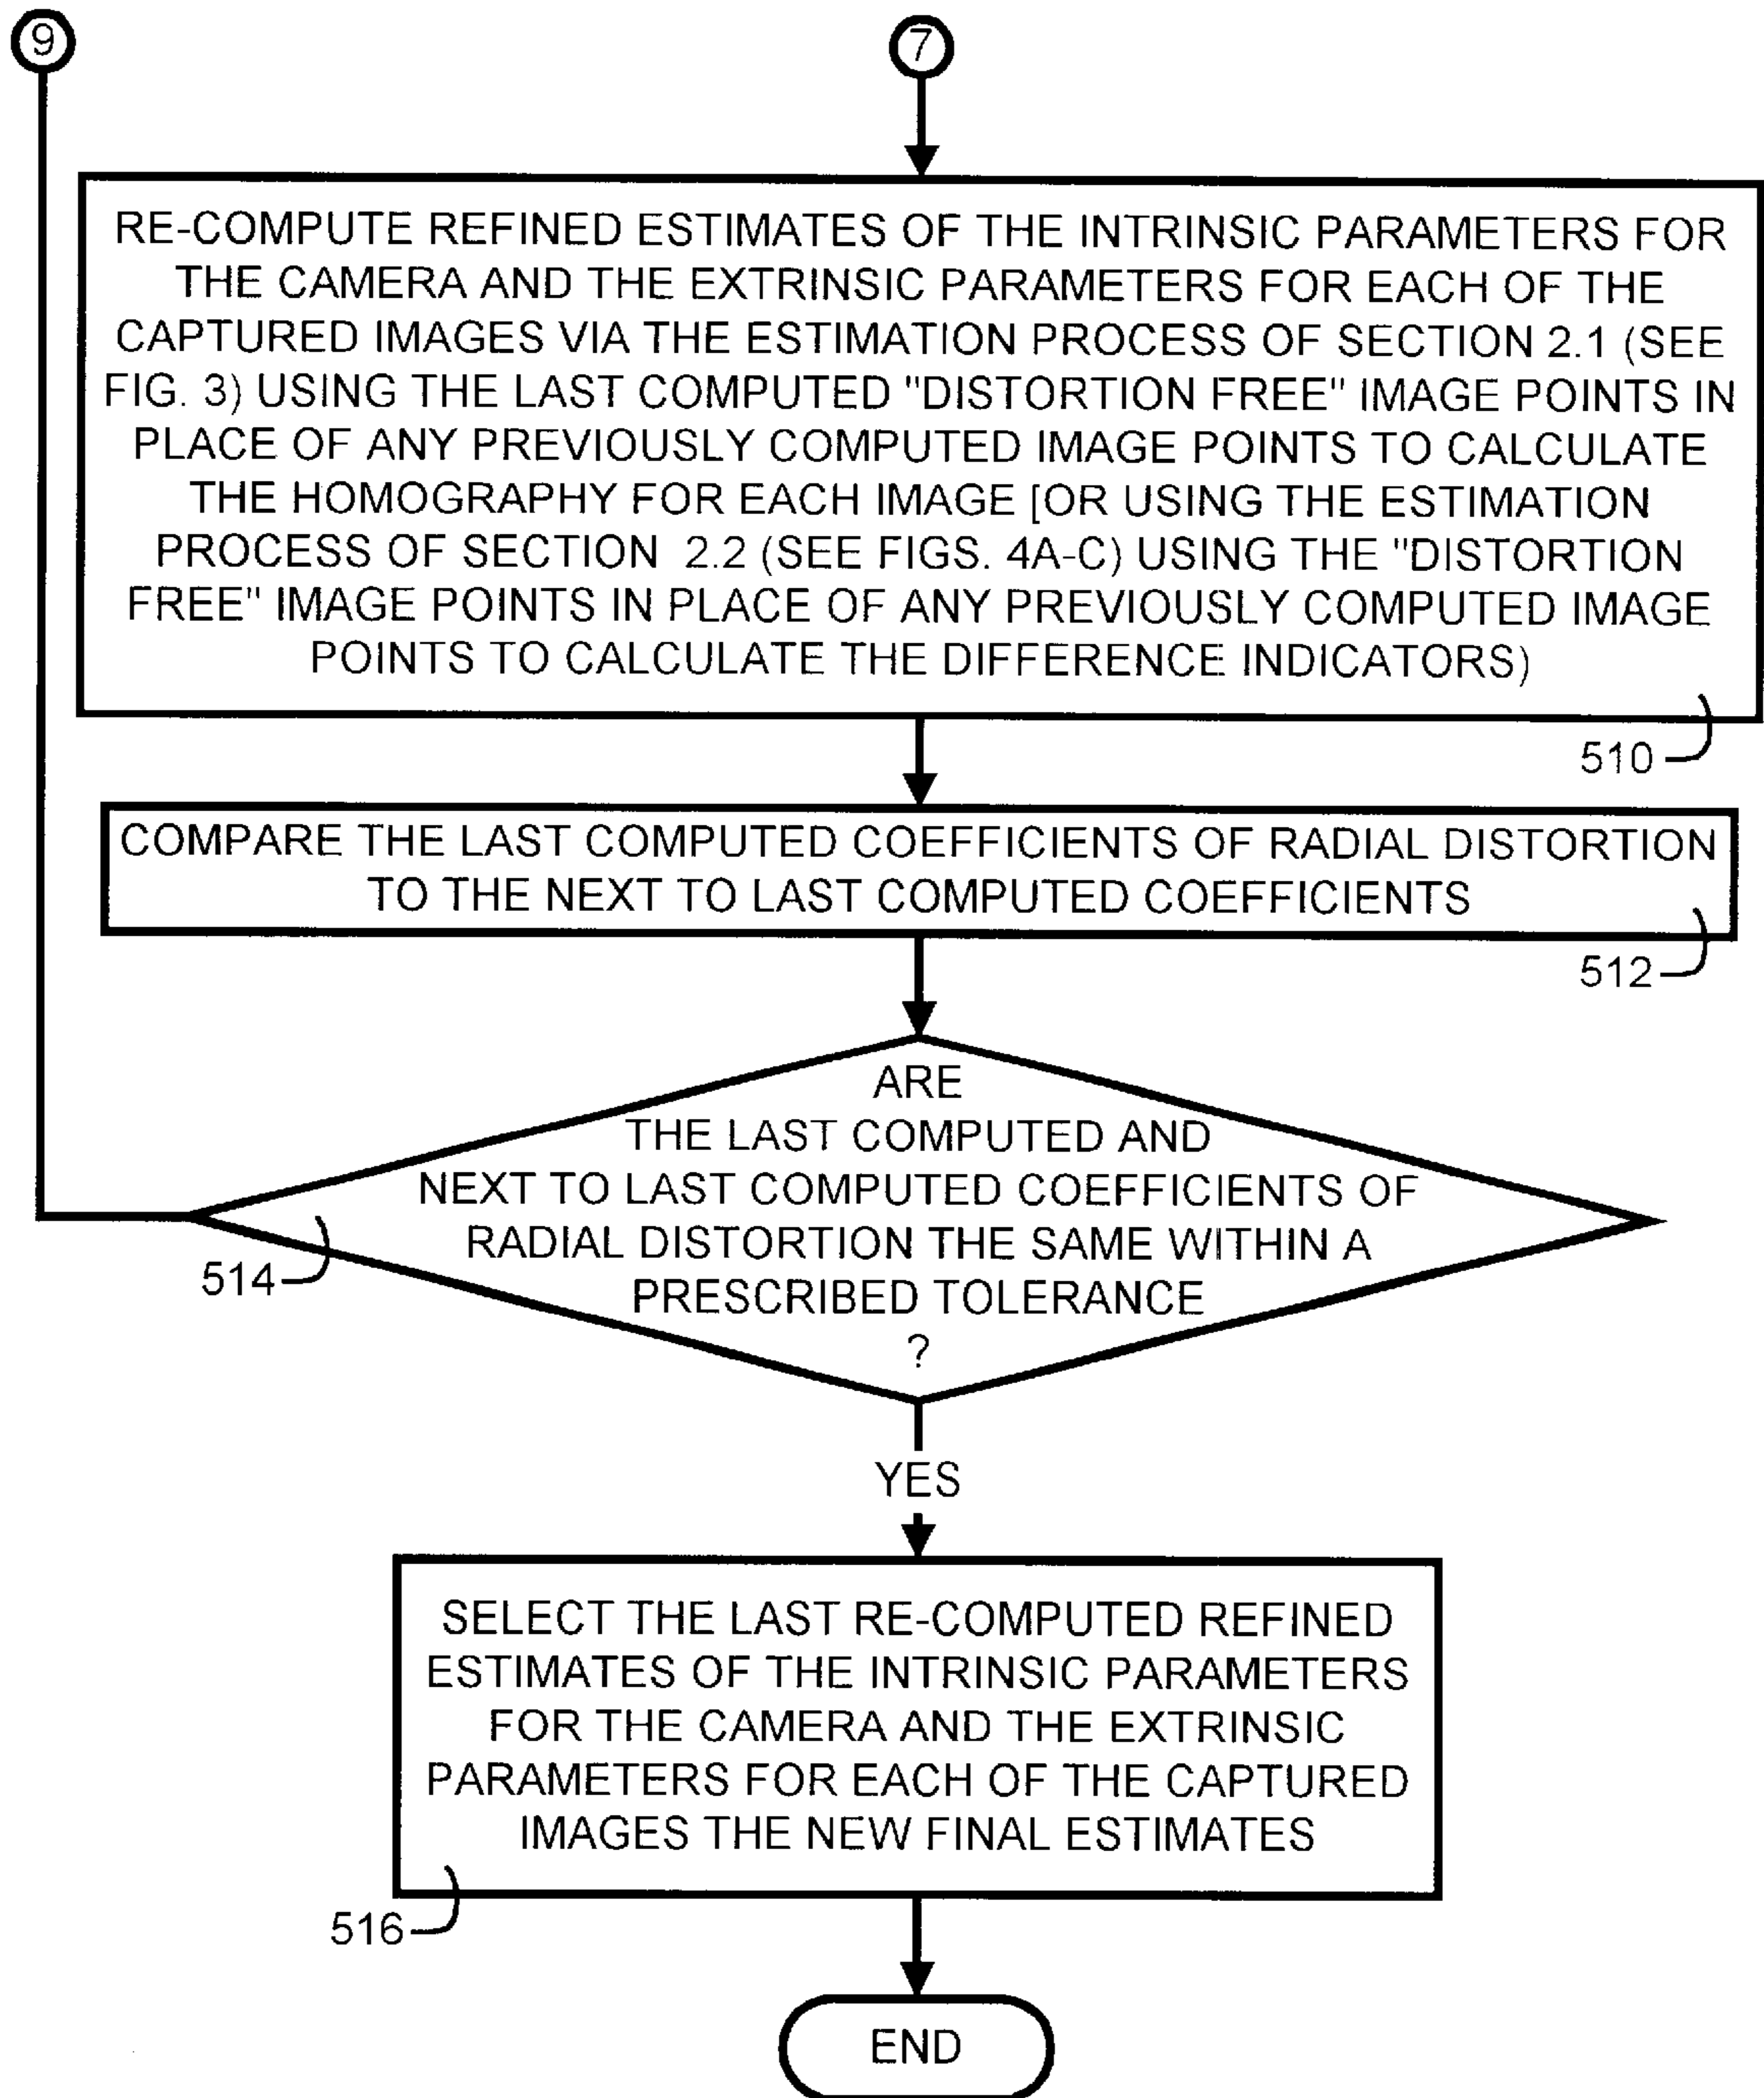 9
7
RE-COMPUTE REFINED ESTIMATES OF THE INTRINSIC PARAMETERS FOR
THE CAMERA AND THE EXTRINSIC PARAMETERS FOR EACH OF THE
CAPTURED IMAGES VIA THE ESTIMATION PROCESS OF SECTION 2.1 (SEE
FIG. 3) USING THE LAST COMPUTED "DISTORTION FREE" IMAGE POINTS IN
PLACE OF ANY PREVIOUSLY COMPUTED IMAGE POINTS TO CALCULATE
THE HOMOGRAPHY FOR EACH IMAGE [OR USING THE ESTIMATION
PROCESS OF SECTION 2.2 (SEE FIGS. 4A-C) USING THE "DISTORTION
FREE" IMAGE POINTS IN PLACE OF ANY PREVIOUSLY COMPUTED IMAGE
POINTS TO CALCULATE THE DIFFERENCE INDICATORS)
510
COMPARE THE LAST COMPUTED COEFFICIENTS OF RADIAL DISTORTION
TO THE NEXT TO LAST COMPUTED COEFFICIENTS
512
ARE
THE LAST COMPUTED AND
NEXT TO LAST COMPUTED COEFFICIENTS OF
RADIAL DISTORTION THE SAME WITHIN A
PRESCRIBED TOLERANCE
?
514
YES
SELECT THE LAST RE-COMPUTED REFINED
ESTIMATES OF THE INTRINSIC PARAMETERS
FOR THE CAMERA AND THE EXTRINSIC
PARAMETERS FOR EACH OF THE CAPTURED
IMAGES THE NEW FINAL ESTIMATES
516
END